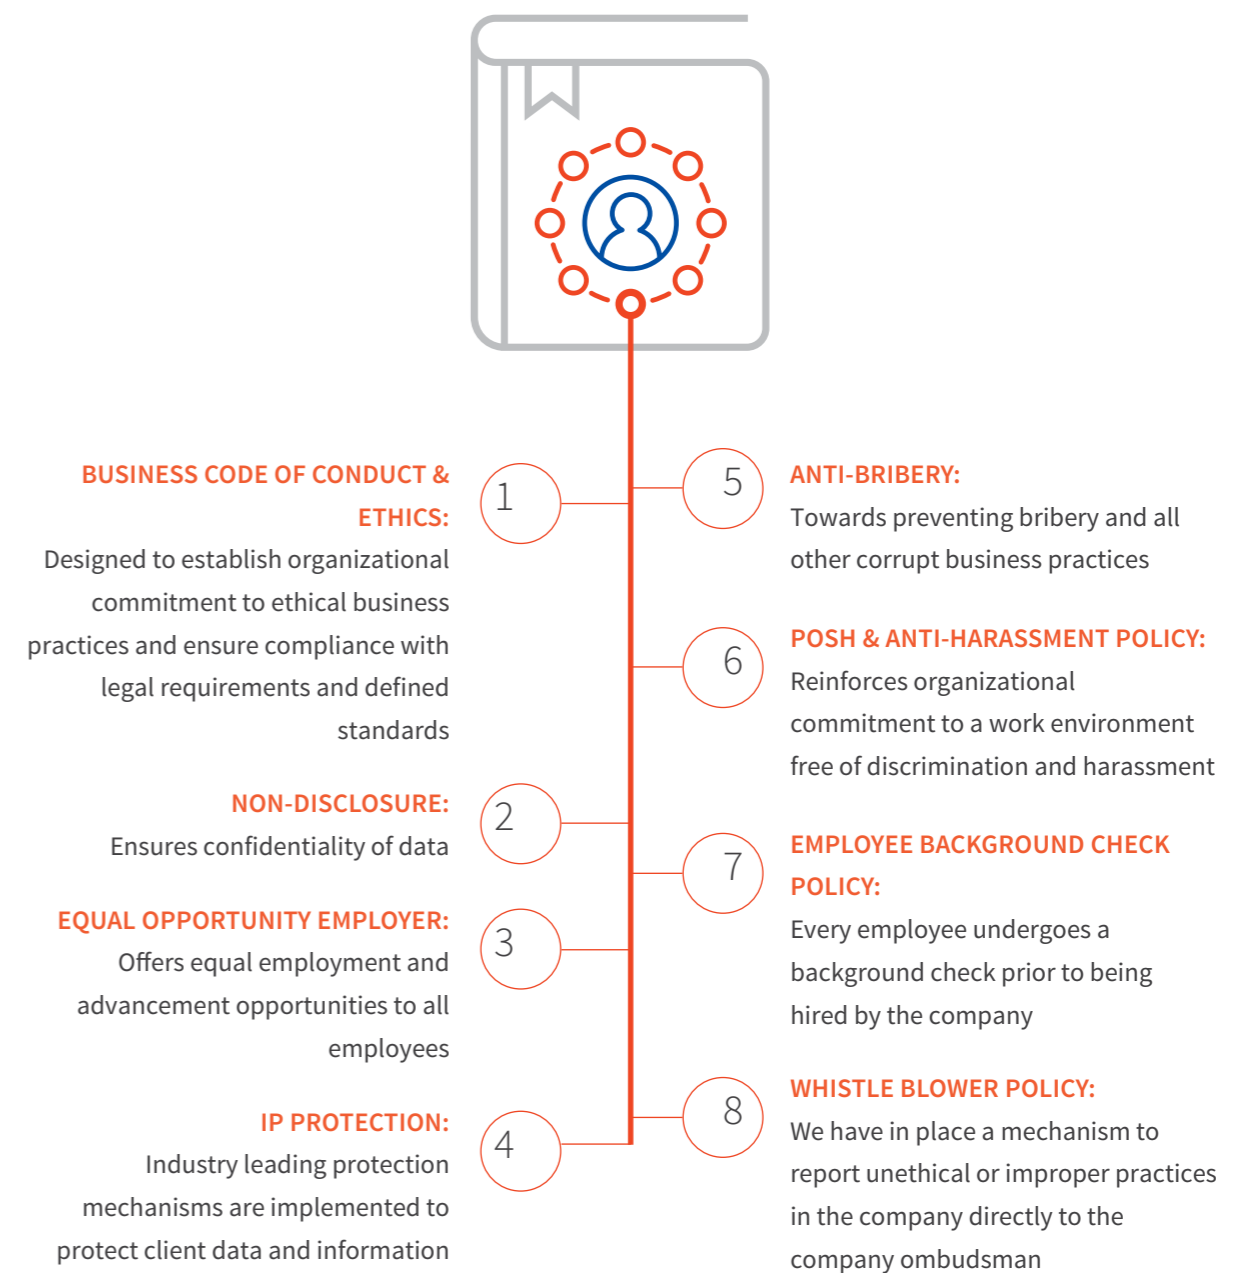 1
BUSINESS CODE OF CONDUCT &
ETHICS:
Designed to establish organizational
commitment to ethical business
practices and ensure compliance with
legal requirements and defined
standards
2
NON-DISCLOSURE:
Ensures confidentiality of data
3
EQUAL OPPORTUNITY EMPLOYER:
Offers equal employment and
advancement opportunities to all
employees
4
IP PROTECTION:
Industry leading protection
mechanisms are implemented to
protect client data and information
5
ANTI-BRIBERY:
Towards preventing bribery and all
other corrupt business practices
6
POSH & ANTI-HARASSMENT POLICY:
Reinforces organizational
commitment to a work environment
free of discrimination and harassment
7
EMPLOYEE BACKGROUND CHECK
POLICY:
Every employee undergoes a
background check prior to being
hired by the company
8
WHISTLE BLOWER POLICY:
We have in place a mechanism to
report unethical or improper practices
in the company directly to the
company ombudsman